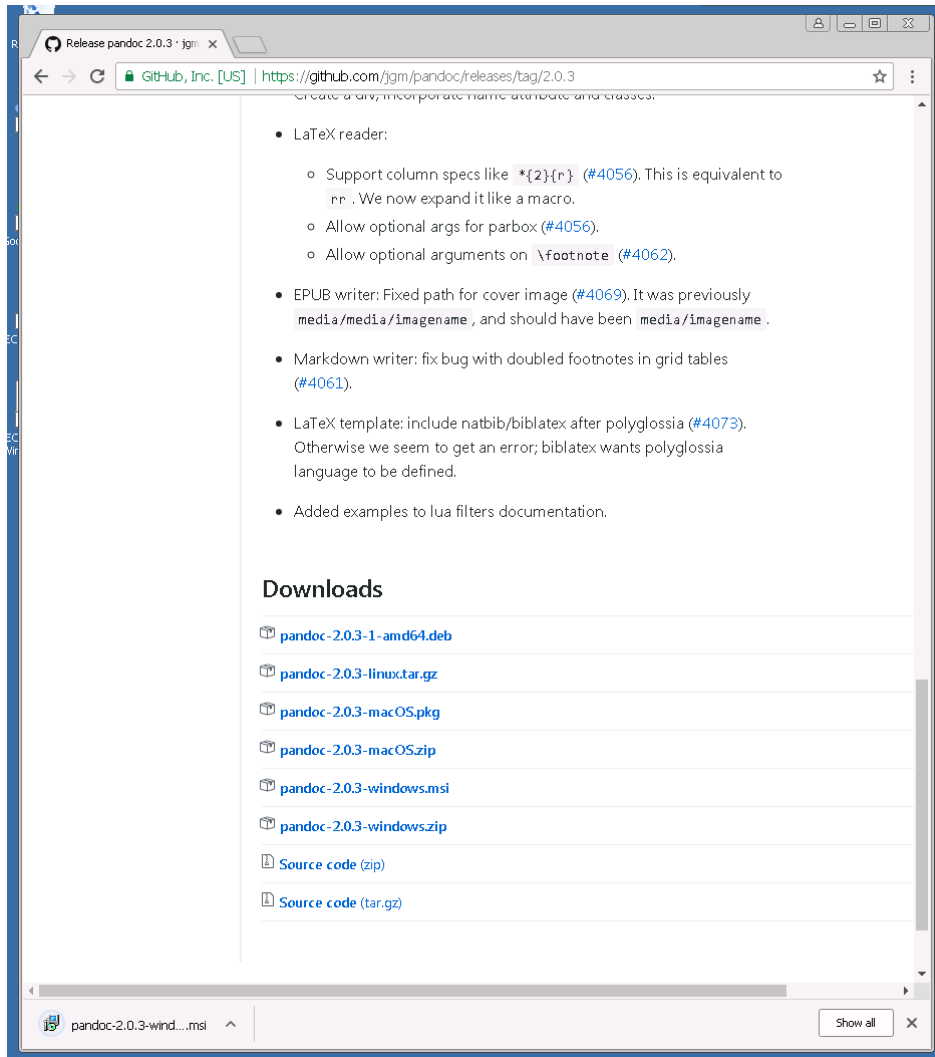 Release pandoc 2.0.3 · jgm
GitHub, Inc. [US] | https://github.com/jgm/pandoc/releases/tag/2.0.3
Create a div, incorporate name attribute and classes.
LaTeX reader:
Support column specs like *{2}{r} (#4056). This is equivalent to
rr . We now expand it like a macro.
Allow optional args for parbox (#4056).
Allow optional arguments on \footnote (#4062).
EPUB writer: Fixed path for cover image (#4069). It was previously
media/media/imagename , and should have been media/imagename .
Markdown writer: fix bug with doubled footnotes in grid tables
(#4061).
LaTeX template: include natbib/biblatex after polyglossia (#4073).
Otherwise we seem to get an error; biblatex wants polyglossia
language to be defined.
Added examples to lua filters documentation.
Downloads
pandoc-2.0.3-1-amd64.deb
pandoc-2.0.3-linux.tar.gz
pandoc-2.0.3-macOS.pkg
pandoc-2.0.3-macOS.zip
pandoc-2.0.3-windows.msi
pandoc-2.0.3-windows.zip
Source code (zip)
Source code (tar.gz)
pandoc-2.0.3-wind....msi
Show all